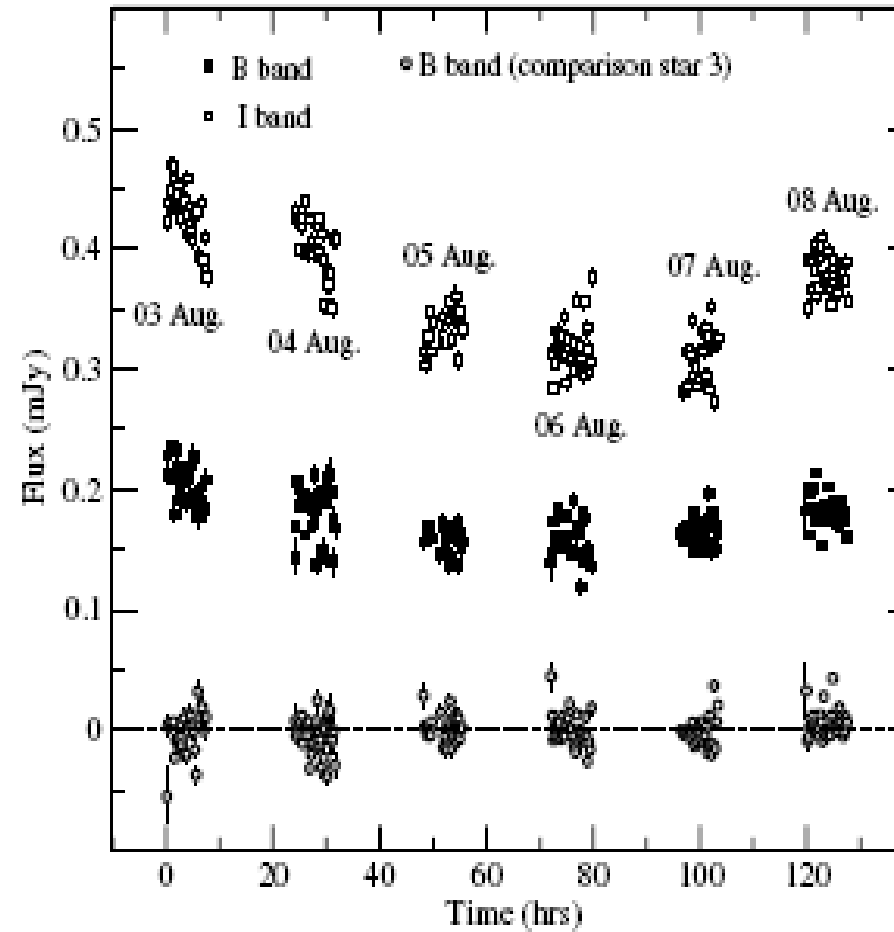 B band
B band (comparison star 3)
I band
0.5
08 Aug.
0.4
05 Aug.
07 Aug.
03 Aug.
04 Aug.
0.3
06 Aug.
Flux (mJy)
0.2
0.1
0
0 20 40 60 80 100 120
Time (hrs)